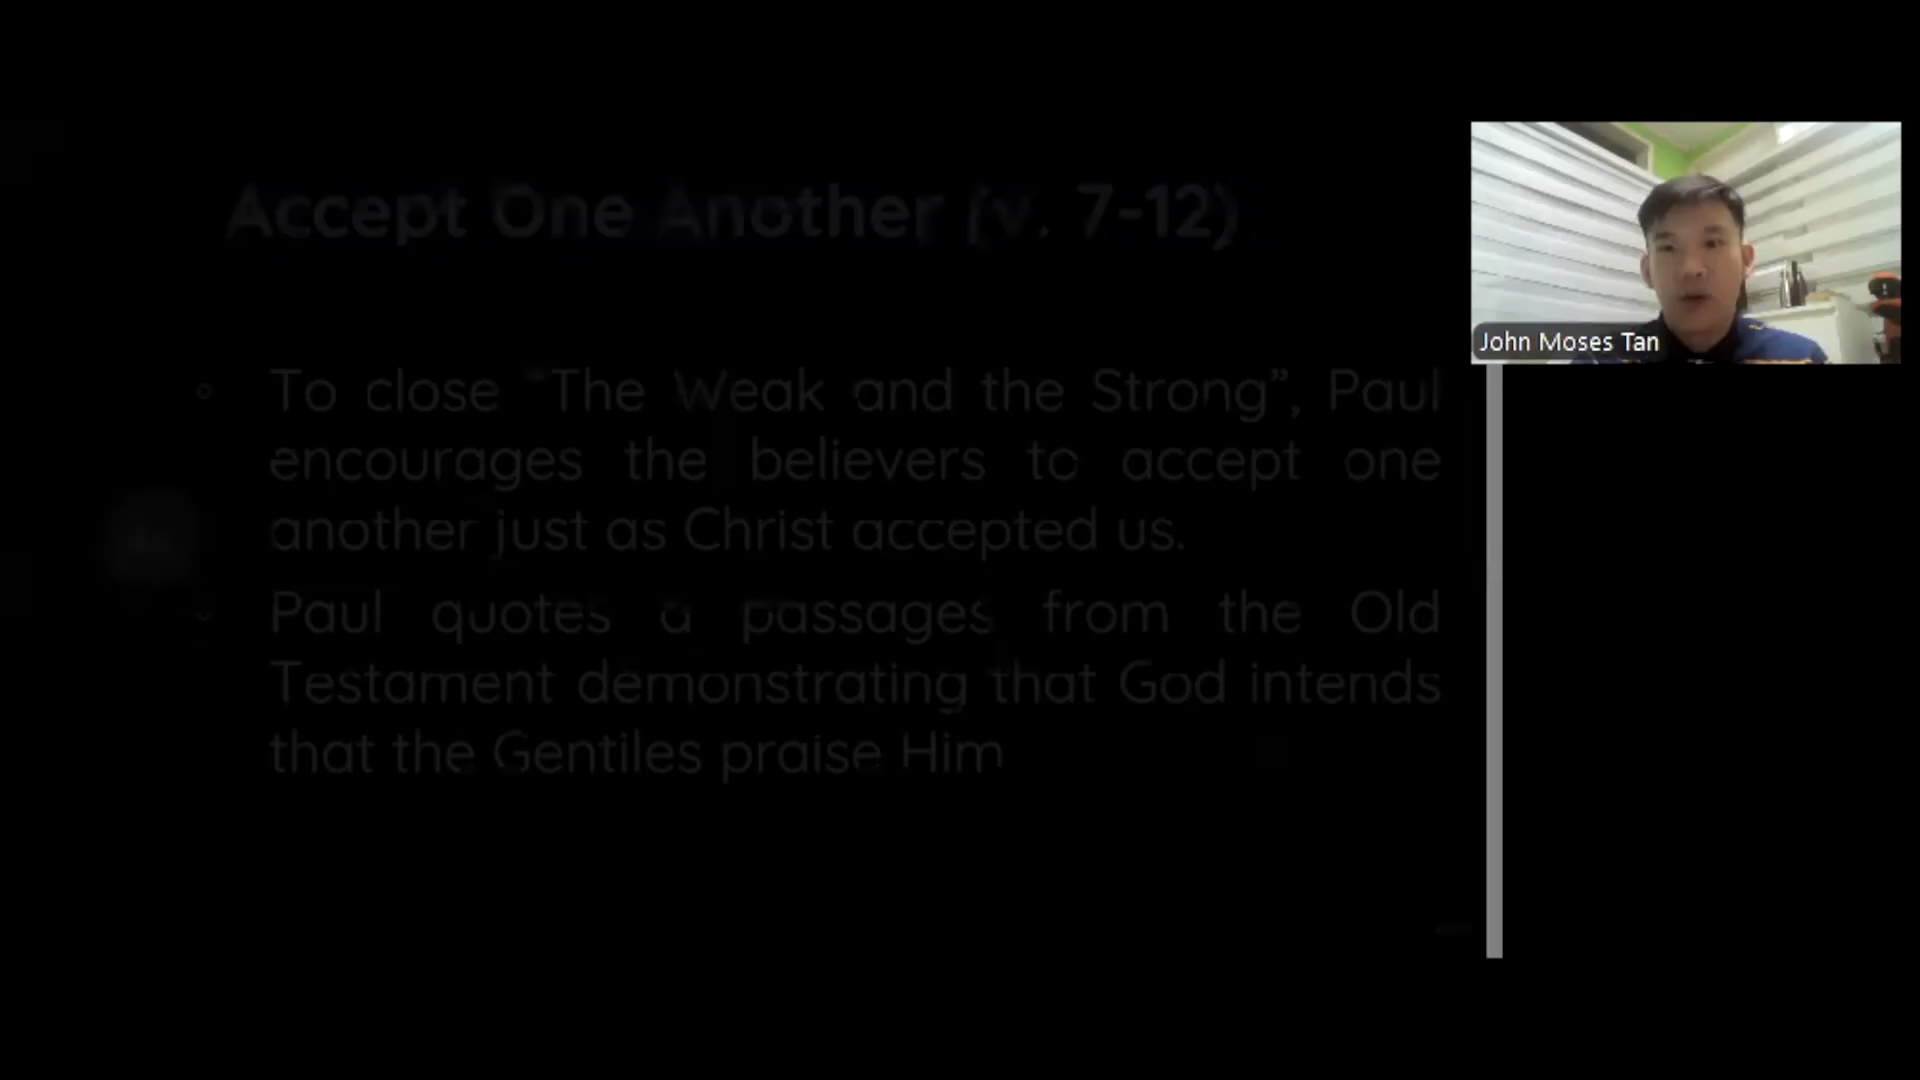 Accept One Another (v. 7-12)
To close "The Weak and the Strong”, Paul
encourages the believers to accept one
another just as Christ accepted us.
Paul quotes a passages from the Old
Testament demonstrating that God intends
that the Gentiles praise Him
John Moses Tan